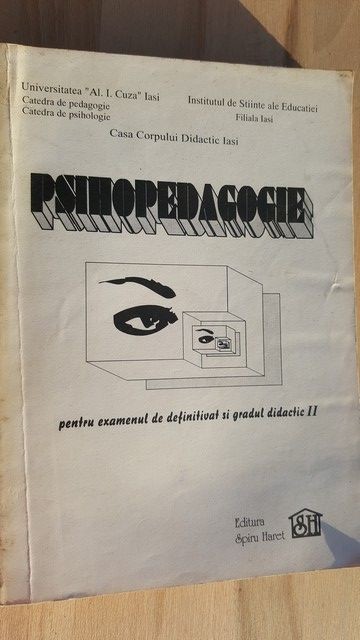 Universitatea "Al. I. Cuza" Iasi
Catedra de pedagogie
Catedra de psihologie
Institutul de Stiinte ale Educatiei
Filiala Iasi
Casa Corpului Didactic Iasi
PSIHOPEDAGOGIE
pentru examenul de definitivat si gradul didactic II
Editura
Spiru Haret
SH